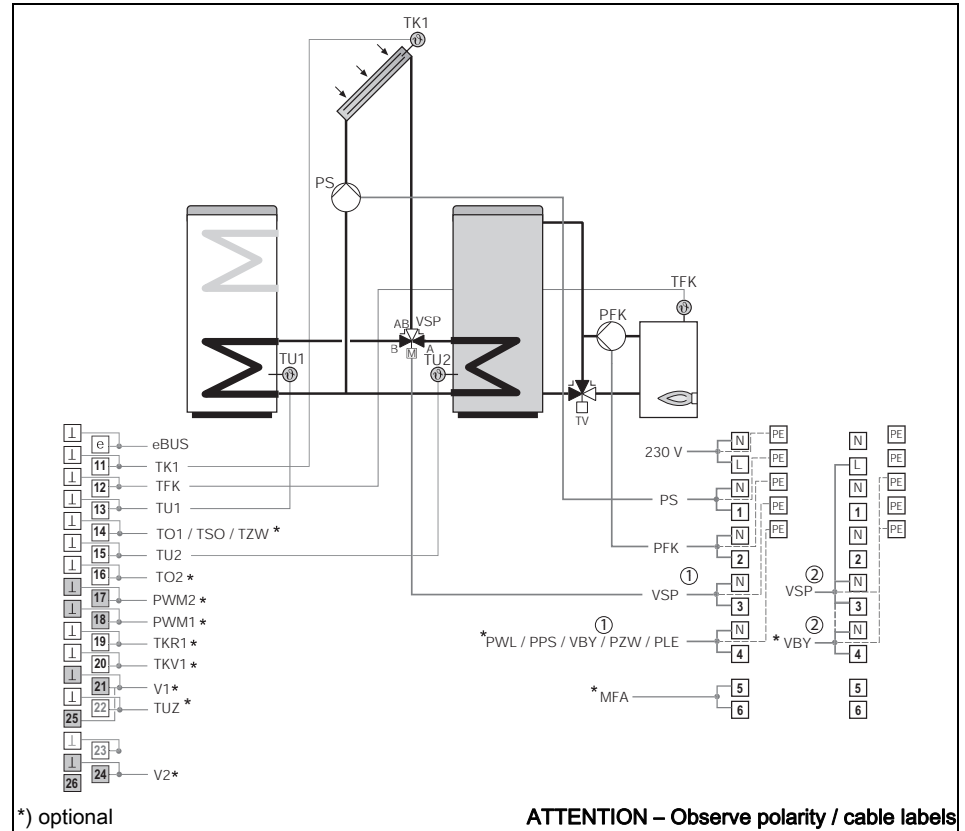 TK1
PS
TFK
AB VSP
PFK
B M A
TU1
TU2
TV
⊥ e eBUS
⊥ 11 TK1
⊥ 12 TFK
⊥ 13 TU1
⊥ 14 TO1 / TSO / TZW *
⊥ 15 TU2
⊥ 16 TO2 *
⊥ 17 PWM2 *
⊥ 18 PWM1 *
⊥ 19 TKR1 *
⊥ 20 TKV1 *
⊥ 21 V1*
⊥ 22 TUZ *
25
⊥ 23
⊥ 24 V2*
26
230 V N PE
L PE
PS N PE
1 PE
PFK N PE
2
① VSP N
3
① *PWL / PPS / VBY / PZW / PLE N
4
*MFA 5
6
N PE
L PE
N PE
1 PE
N PE
2
② VSP N
3
② * VBY N
4
5
6
*) optional
ATTENTION – Observe polarity / cable labels